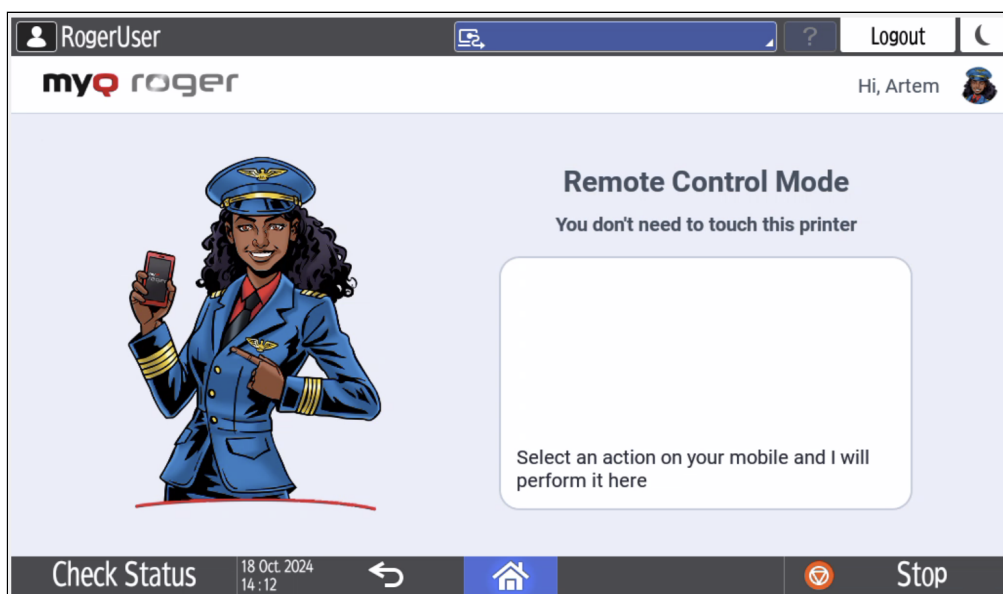 RogerUser
?
Logout
myQ roger
Hi, Artem
Remote Control Mode
You don't need to touch this printer
Select an action on your mobile and I will
perform it here
Check Status
18 Oct. 2024
14:12
Stop